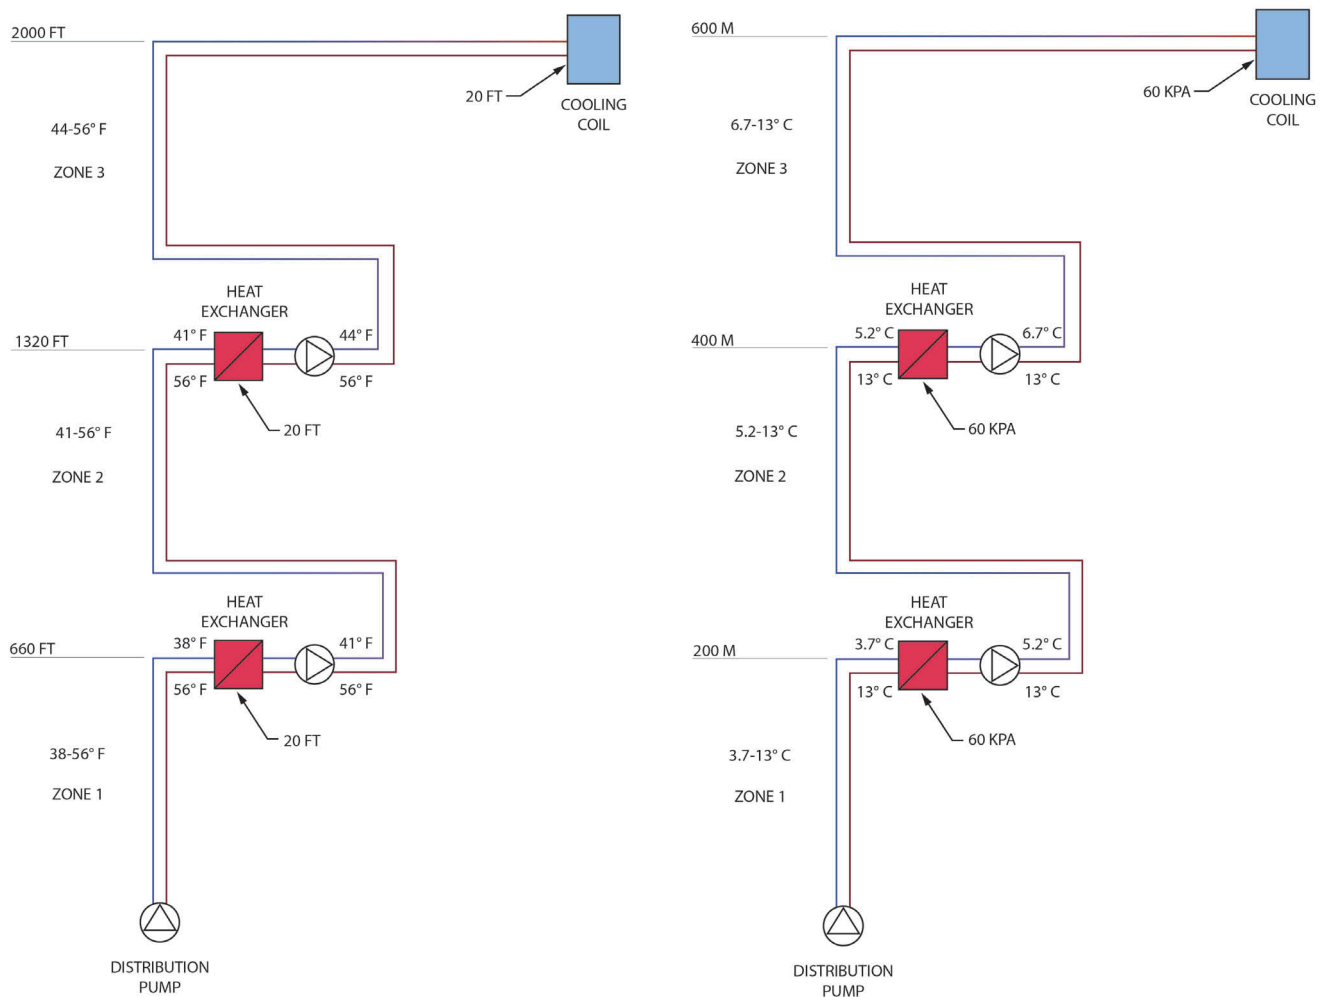 2000 FT
20 FT
COOLING
COIL
44-56° F
ZONE 3
HEAT
EXCHANGER
1320 FT
41° F
44° F
56° F
56° F
20 FT
41-56° F
ZONE 2
HEAT
EXCHANGER
660 FT
38° F
41° F
56° F
56° F
20 FT
38-56° F
ZONE 1
DISTRIBUTION
PUMP
600 M
60 KPA
COOLING
COIL
6.7-13° C
ZONE 3
HEAT
EXCHANGER
400 M
5.2° C
6.7° C
13° C
13° C
60 KPA
5.2-13° C
ZONE 2
HEAT
EXCHANGER
200 M
3.7° C
5.2° C
13° C
13° C
60 KPA
3.7-13° C
ZONE 1
DISTRIBUTION
PUMP